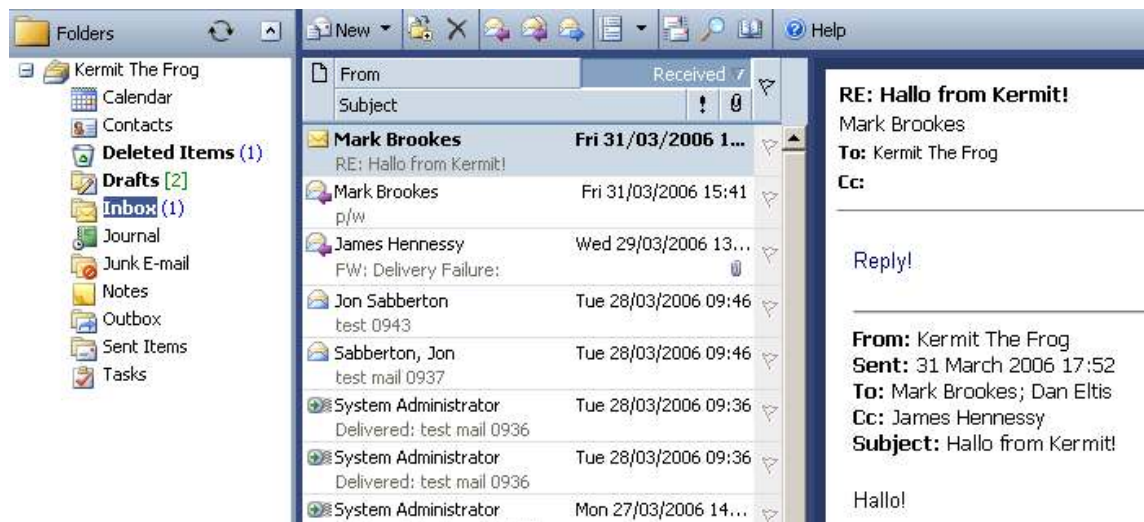 Folders
New
Help
Kermit The Frog
Calendar
Contacts
Deleted Items (1)
Drafts [2]
Inbox (1)
Journal
Junk E-mail
Notes
Outbox
Sent Items
Tasks
From Received
Subject !
Mark Brookes Fri 31/03/2006 1...
RE: Hallo from Kermit!
Mark Brookes Fri 31/03/2006 15:41
p/w
James Hennessy Wed 29/03/2006 13...
FW: Delivery Failure:
Jon Sabberton Tue 28/03/2006 09:46
test 0943
Sabberton, Jon Tue 28/03/2006 09:46
test mail 0937
System Administrator Tue 28/03/2006 09:36
Delivered: test mail 0936
System Administrator Tue 28/03/2006 09:36
Delivered: test mail 0936
System Administrator Mon 27/03/2006 14...
RE: Hallo from Kermit!
Mark Brookes
To: Kermit The Frog
Cc:
Reply!
From: Kermit The Frog
Sent: 31 March 2006 17:52
To: Mark Brookes; Dan Eltis
Cc: James Hennessy
Subject: Hallo from Kermit!
Hallo!